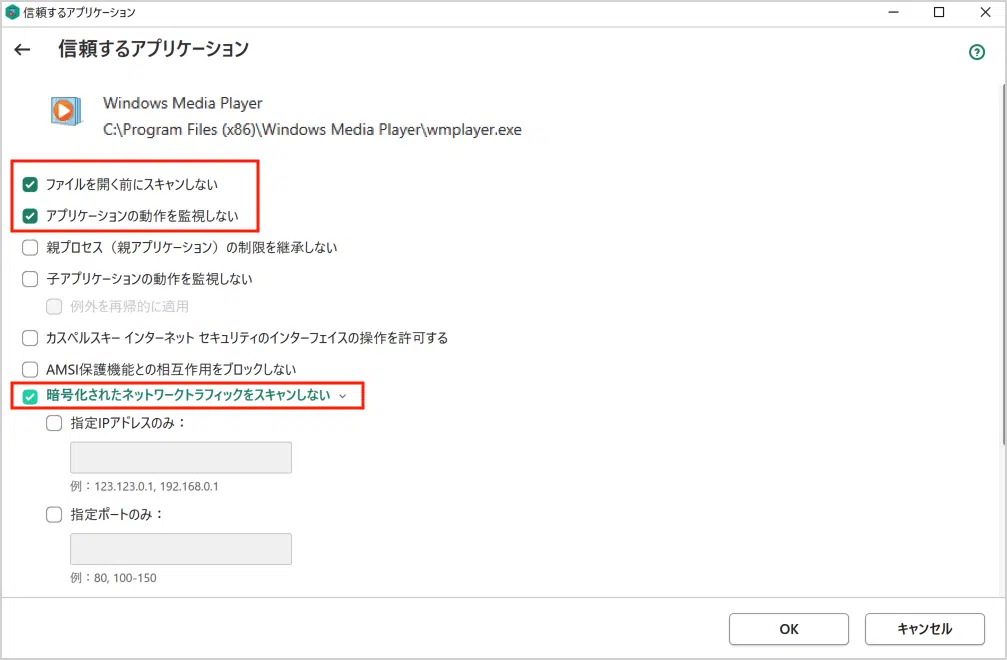 信頼するアプリケーション
信頼するアプリケーション
Windows Media Player
C:\Program Files (x86)\Windows Media Player\wmplayer.exe
ファイルを開く前にスキャンしない
アプリケーションの動作を監視しない
親プロセス（親アプリケーション）の制限を継承しない
子アプリケーションの動作を監視しない
例外を再帰的に適用
カスペルスキー インターネット セキュリティのインターフェイスの操作を許可する
AMSI保護機能との相互作用をブロックしない
暗号化されたネットワークトラフィックをスキャンしない
指定IPアドレスのみ：
例：123.123.0.1, 192.168.0.1
指定ポートのみ：
例：80, 100-150
OK キャンセル